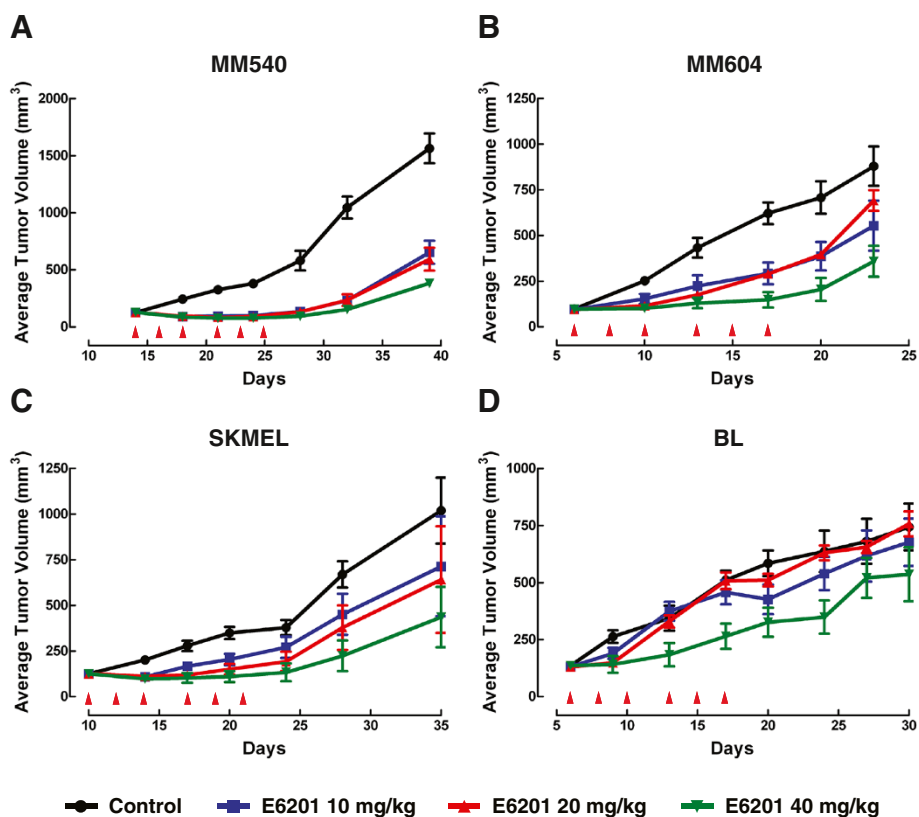 A
MM540
Average Tumor Volume (mm³)
2000
1500
1000
500
0
10 15 20 25 30 35 40
Days
B
MM604
Average Tumor Volume (mm³)
1250
1000
750
500
250
0
5 10 15 20 25
Days
C
SKMEL
Average Tumor Volume (mm³)
1250
1000
750
500
250
0
10 15 20 25 30 35
Days
D
BL
Average Tumor Volume (mm³)
1000
750
500
250
0
5 10 15 20 25 30
Days
Control E6201 10 mg/kg E6201 20 mg/kg E6201 40 mg/kg